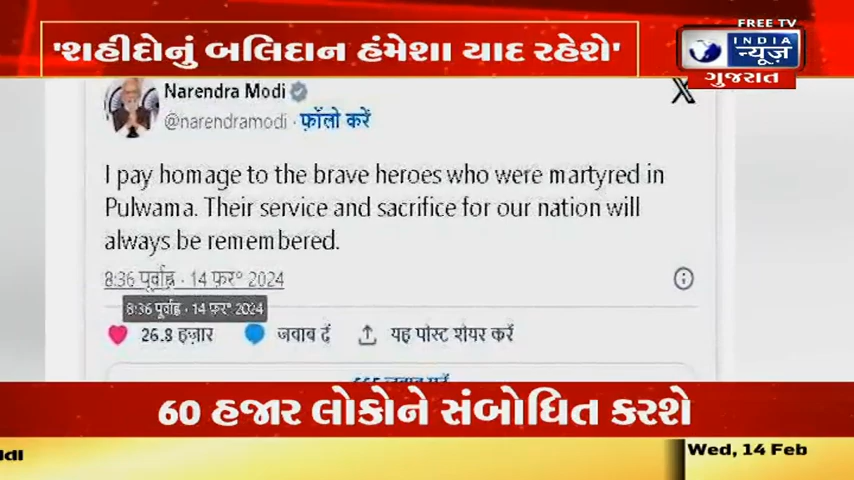 FREE TV
'શહીદોનું બલિદાન હંમેશા યાદ રહેશે'
INDIA
न्यूज़
ગુજરાત
Narendra Modi
@narendramodi · फ़ॉलो करें
I pay homage to the brave heroes who were martyred in
Pulwama. Their service and sacrifice for our nation will
always be remembered.
8:36 पूर्वाह्न · 14 फ़र॰ 2024
8:36 पूर्वाह्न · 14 फ़र॰ 2024
26.8 हज़ार जवाब दें यह पोस्ट शेयर करें
60 હજાર લોકોને સંબોધિત કરશે
Wed, 14 Feb